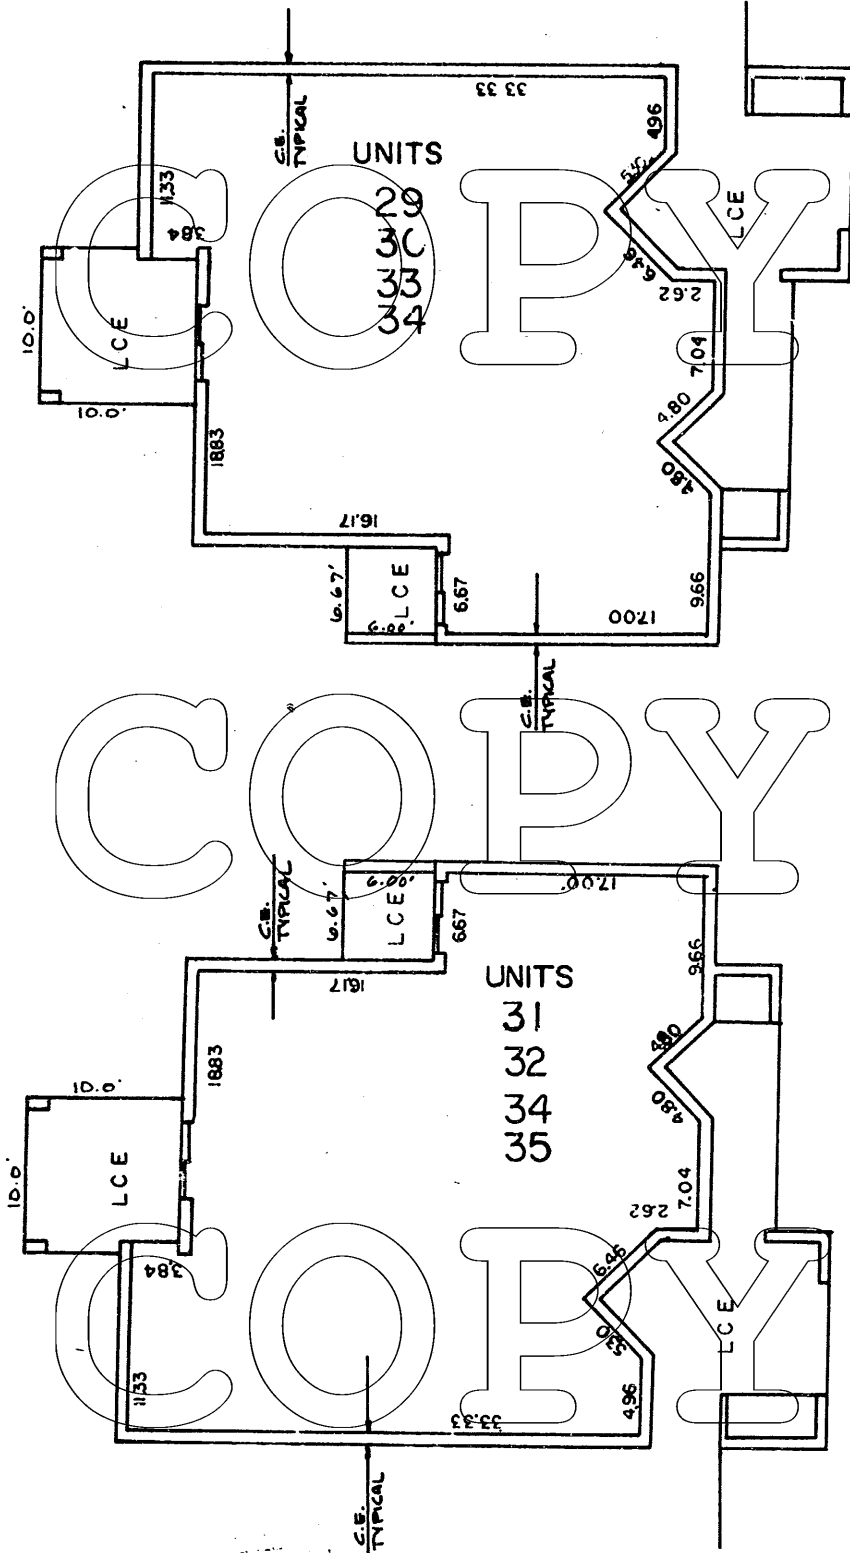 33.33
C.E.
TYPICAL
UNITS
4.96
11.33
29
LCE
3.84
30
33
34
6.36
2.62
10.0'
LCE
7.04
10.0'
4.80
18.83
4.80
16.17
6.67'
LCE
6.00'
6.67
9.66
17.00
C.E.
TYPICAL
COPY
COPY
COPY
C.E.
TYPICAL
6.67'
6.00'
LCE
6.67
17.00'
9.66
16.17
UNITS
31
32
34
35
18.83
4.80
4.80
10.0'
10.0'
LCE
7.04
2.62
3.84
6.46
5.30
LCE
11.33
4.96
33.33
C.E.
TYPICAL